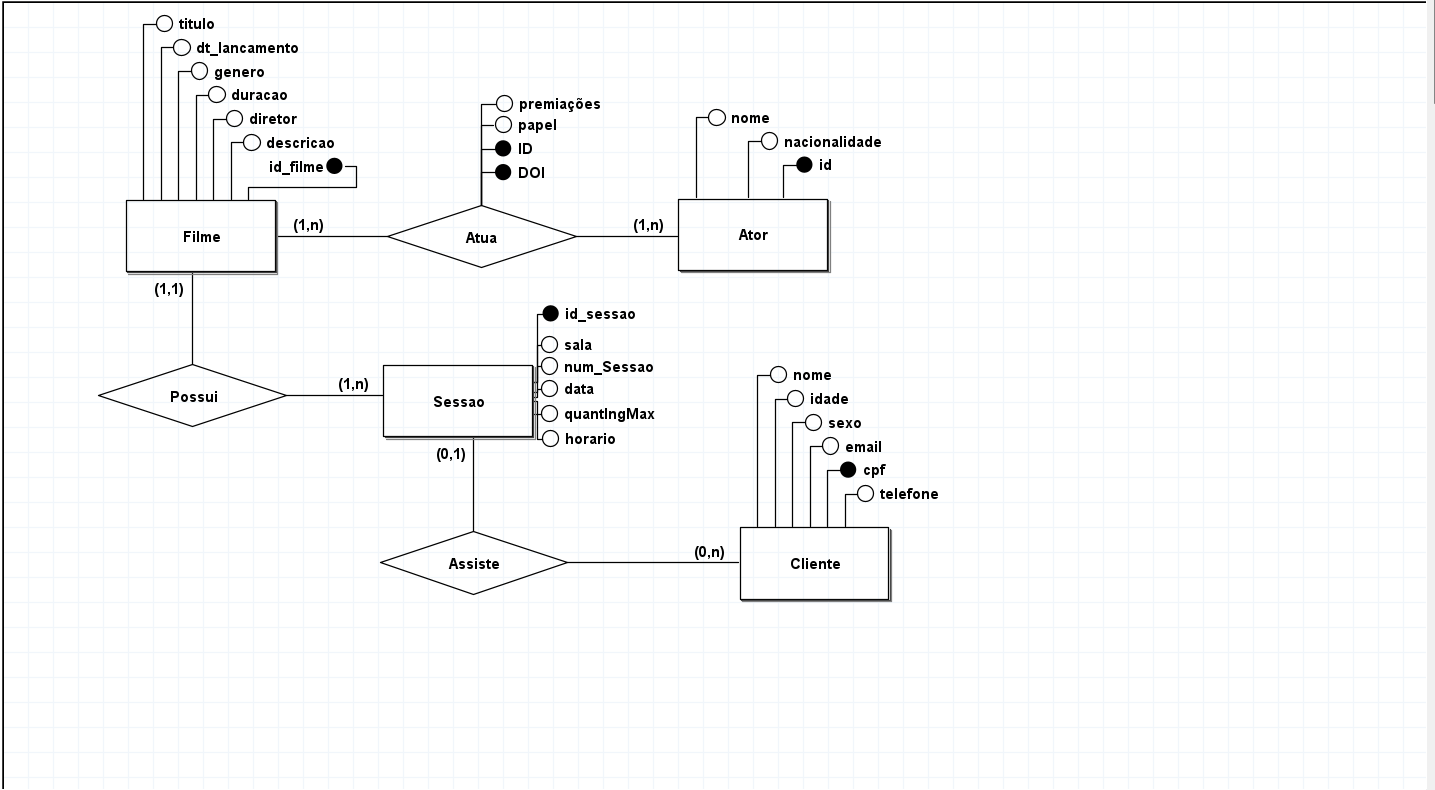 titulo
dt_lancamento
genero
duracao
diretor
descricao
id_filme
Filme
(1,n)
premiações
papel
ID
DOI
Atua
(1,n)
nome
nacionalidade
id
Ator
(1,1)
Possui
(1,n)
id_sessao
sala
num_Sessao
data
quantIngMax
horario
Sessao
(0,1)
Assiste
(0,n)
nome
idade
sexo
email
cpf
telefone
Cliente